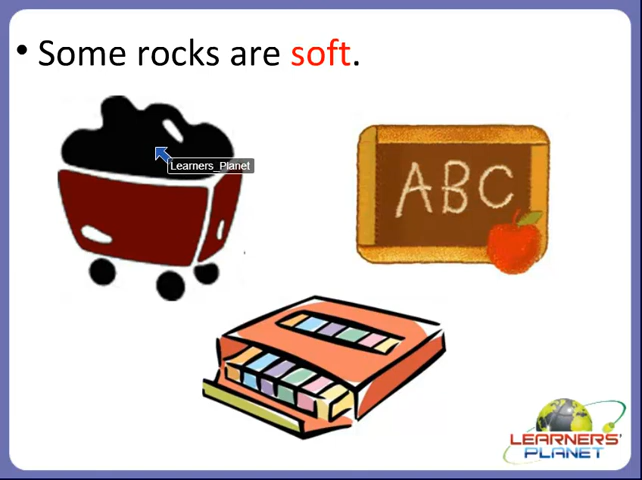 • Some rocks are soft.
Learners_Planet
ABC
LEARNERS'
PLANET